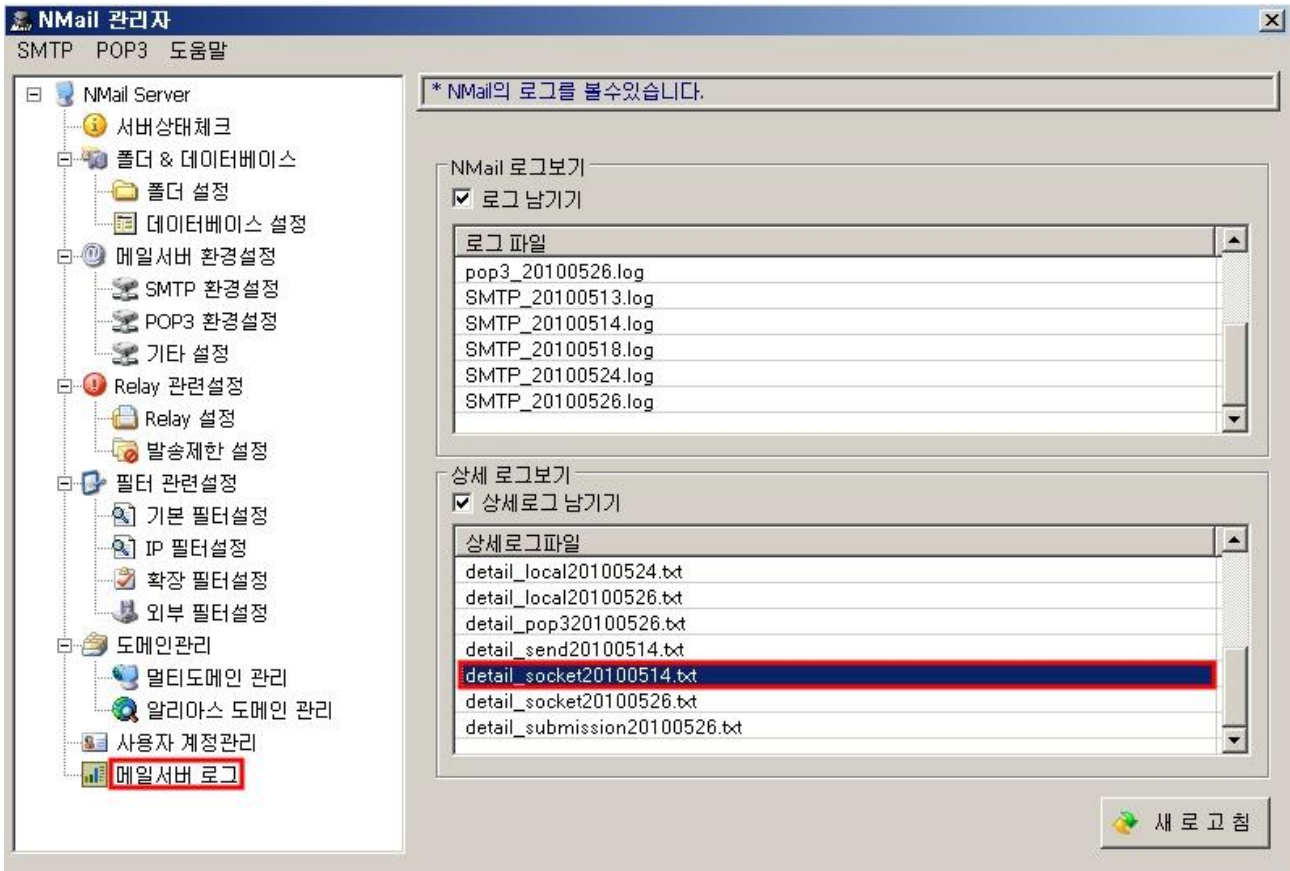 NMail 관리자
SMTP POP3 도움말
NMail Server
서버상태체크
폴더 & 데이터베이스
폴더 설정
데이터베이스 설정
메일서버 환경설정
SMTP 환경설정
POP3 환경설정
기타 설정
Relay 관련설정
Relay 설정
발송제한 설정
필터 관련설정
기본 필터설정
IP 필터설정
확장 필터설정
외부 필터설정
도메인관리
멀티도메인 관리
알리아스 도메인 관리
사용자 계정관리
메일서버 로그
* NMail의 로그를 볼수있습니다.
NMail 로그보기
로그 남기기
로그 파일
pop3_20100526.log
SMTP_20100513.log
SMTP_20100514.log
SMTP_20100518.log
SMTP_20100524.log
SMTP_20100526.log
상세 로그보기
상세로그 남기기
상세로그파일
detail_local20100524.txt
detail_local20100526.txt
detail_pop320100526.txt
detail_send20100514.txt
detail_socket20100514.txt
detail_socket20100526.txt
detail_submission20100526.txt
새 로 고 침